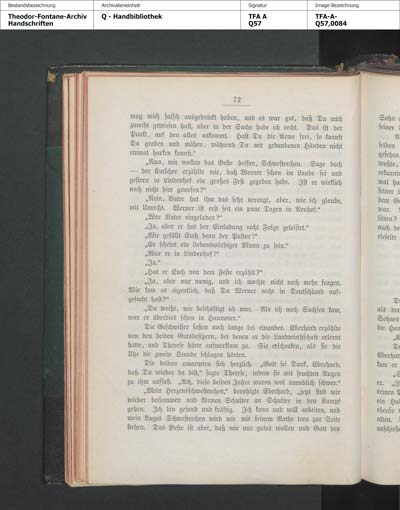 Bestandsbezeichnung
Archivalieneinheit
Signatur
Image-Bezeichnung
Theodor-Fontane-Archiv
Handschriften
Q - Handbibliothek
TFA A
Q57
TFA-A-
Q57,0084
72
mag mich falsch ausgedrückt haben, und es war gut, daß Du mich
zurecht gewiesen hast, aber in der Sache habe ich recht. Das ist der
Punkt, auf den alles ankommt. Hast Du die Arme frei, so kannst
Du graben und mähen, während Du mit gebundenen Händen nicht
einmal harken kannst."
„Nun, wir wollen das Beste hoffen, Schwesterchen. Sage doch
— der Kutscher erzählte mir, daß Werner schon im Lande sei und
gestern in Lindenhof ein großes Fest gegeben habe. Ist er wirklich
noch nicht hier gewesen?"
„Nein, Vater hat ihm das sehr verargt, aber, wie ich glaube,
mit Unrecht. Werner ist erst seit ein paar Tagen in Neuhof."
„War Vater eingeladen?"
„Ja, aber er hat der Einladung nicht Folge geleistet."
„Wie gefällt Euch denn der Pastor?"
„Er scheint ein liebenswürdiger Mann zu sein."
„War er in Lindenhof?"
„Ja."
„Hat er Euch von dem Feste erzählt?"
„Ja, aber nur wenig, und ich mochte nicht nach mehr fragen.
Wie kam es eigentlich, daß Du Werner nicht in Deutschland auf-
gesucht hast?"
„Du weißt, wie beschäftigt ich war. Als ich nach Sachsen kam,
war er überdies schon in Hannover."
Die Geschwister saßen noch lange bei einander. Eberhard erzählte
von den beiden Gutsbesitzern, bei denen er die Landwirtschaft erlernt
hatte, und Therese hörte aufmerksam zu. Sie erschraken, als sie die
Uhr die zweite Stunde schlagen hörten.
Die beiden umarmten sich herzlich. „Gott sei Dank, Eberhard,
daß Du wieder da bist," sagte Therese, indem sie mit feuchten Augen
zu ihm aufsah. „Ach, diese beiden Jahre waren doch unendlich schwer."
„Mein Herzensschwesterchen," beruhigte Eberhard, „jetzt sind wir
wieder beisammen und können Schulter an Schulter in den Kampf
gehen. Ich bin gesund und kräftig. Ich kann und will arbeiten, und
mein kluges Schwesterchen wird mir mit seinem Rathe treu zur Seite
stehen. Das Beste ist aber, daß wir uns gutes wollen und Gott den